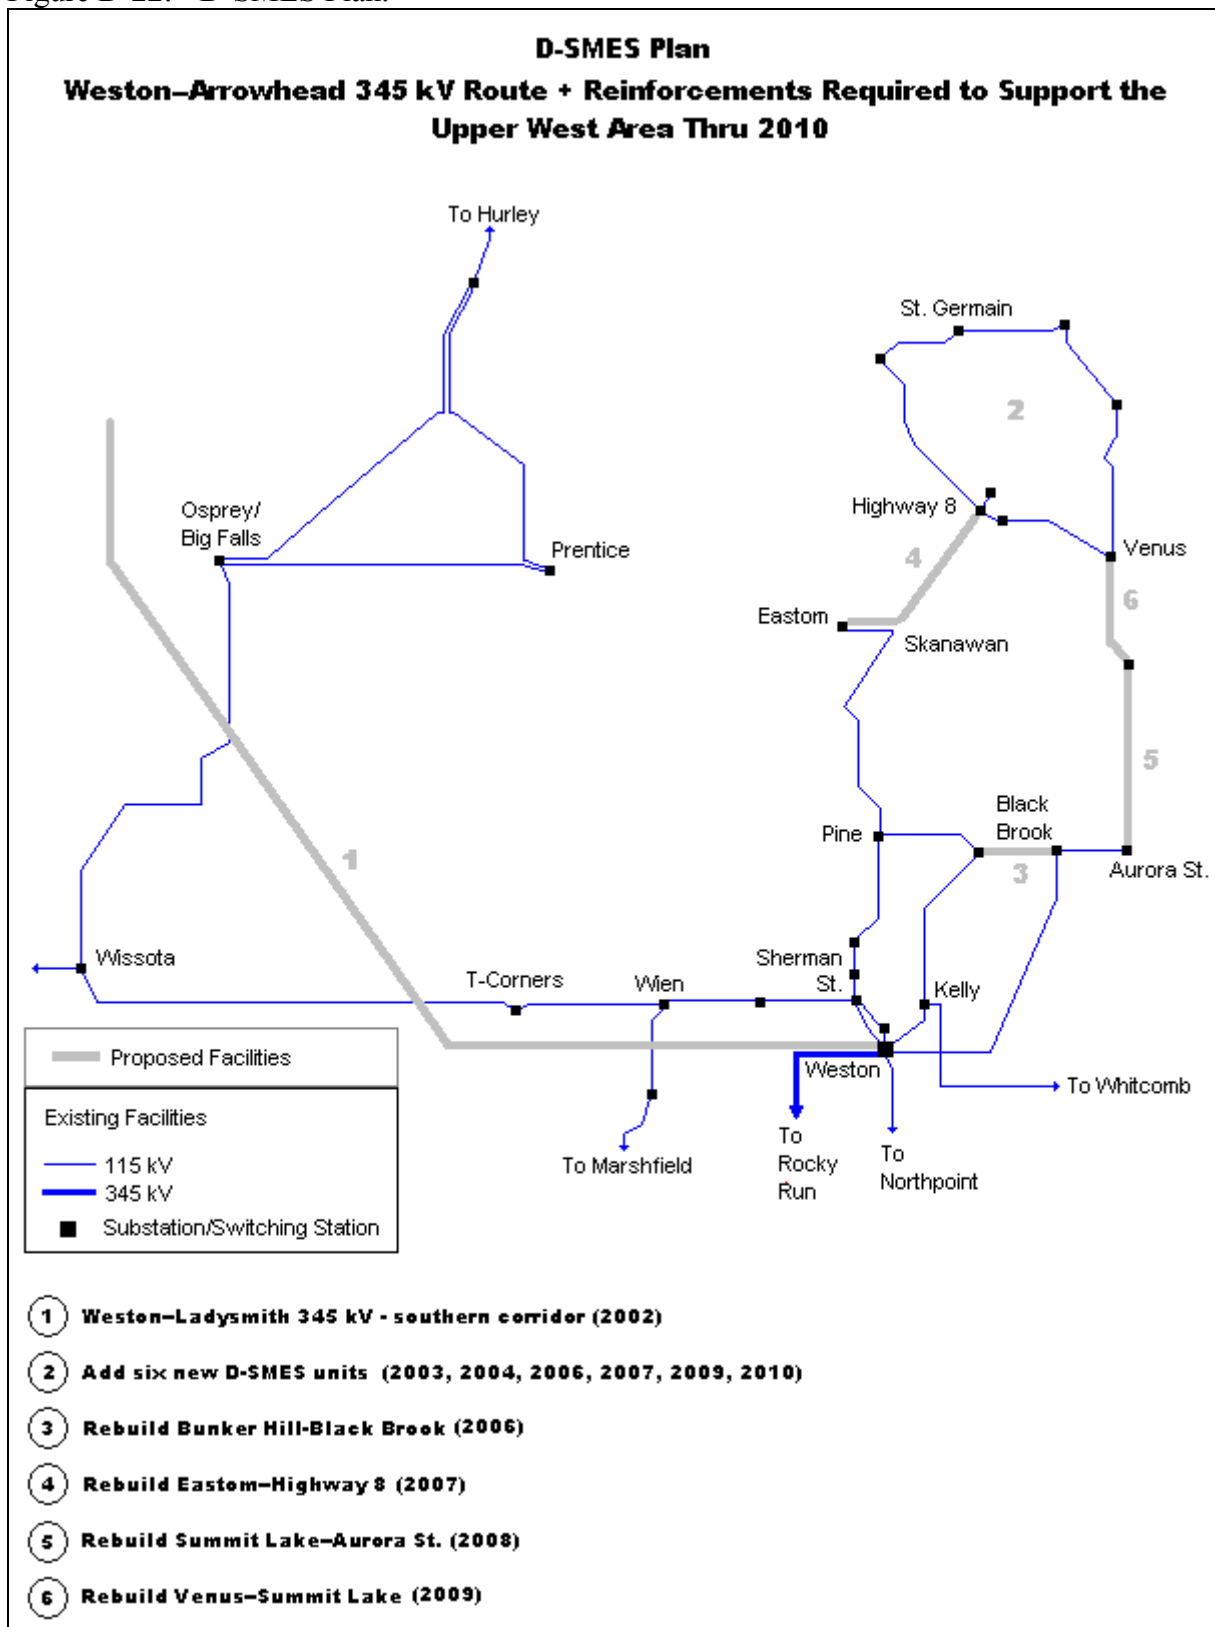 D-SMES Plan
Weston–Arrowhead 345 kV Route + Reinforcements Required to Support the
Upper West Area Thru 2010
To Hurley
St. Germain
2
Osprey/
Big Falls
Highway 8
Prentice
Venus
4
6
Eastom
Skanawan
5
Black
Brook
Pine
1
3
Aurora St.
Wissota
Sherman
St.
T-Corners
Wien
Kelly
Proposed Facilities
Weston
To Whitcomb
Existing Facilities
115 kV
345 kV
Substation/Switching Station
To Marshfield
To
Rocky
Run
To
Northpoint
1 Weston–Ladysmith 345 kV - southern corridor (2002)
2 Add six new D-SMES units (2003, 2004, 2006, 2007, 2009, 2010)
3 Rebuild Bunker Hill-Black Brook (2006)
4 Rebuild Eastom–Highway 8 (2007)
5 Rebuild Summit Lake–Aurora St. (2008)
6 Rebuild Venus–Summit Lake (2009)